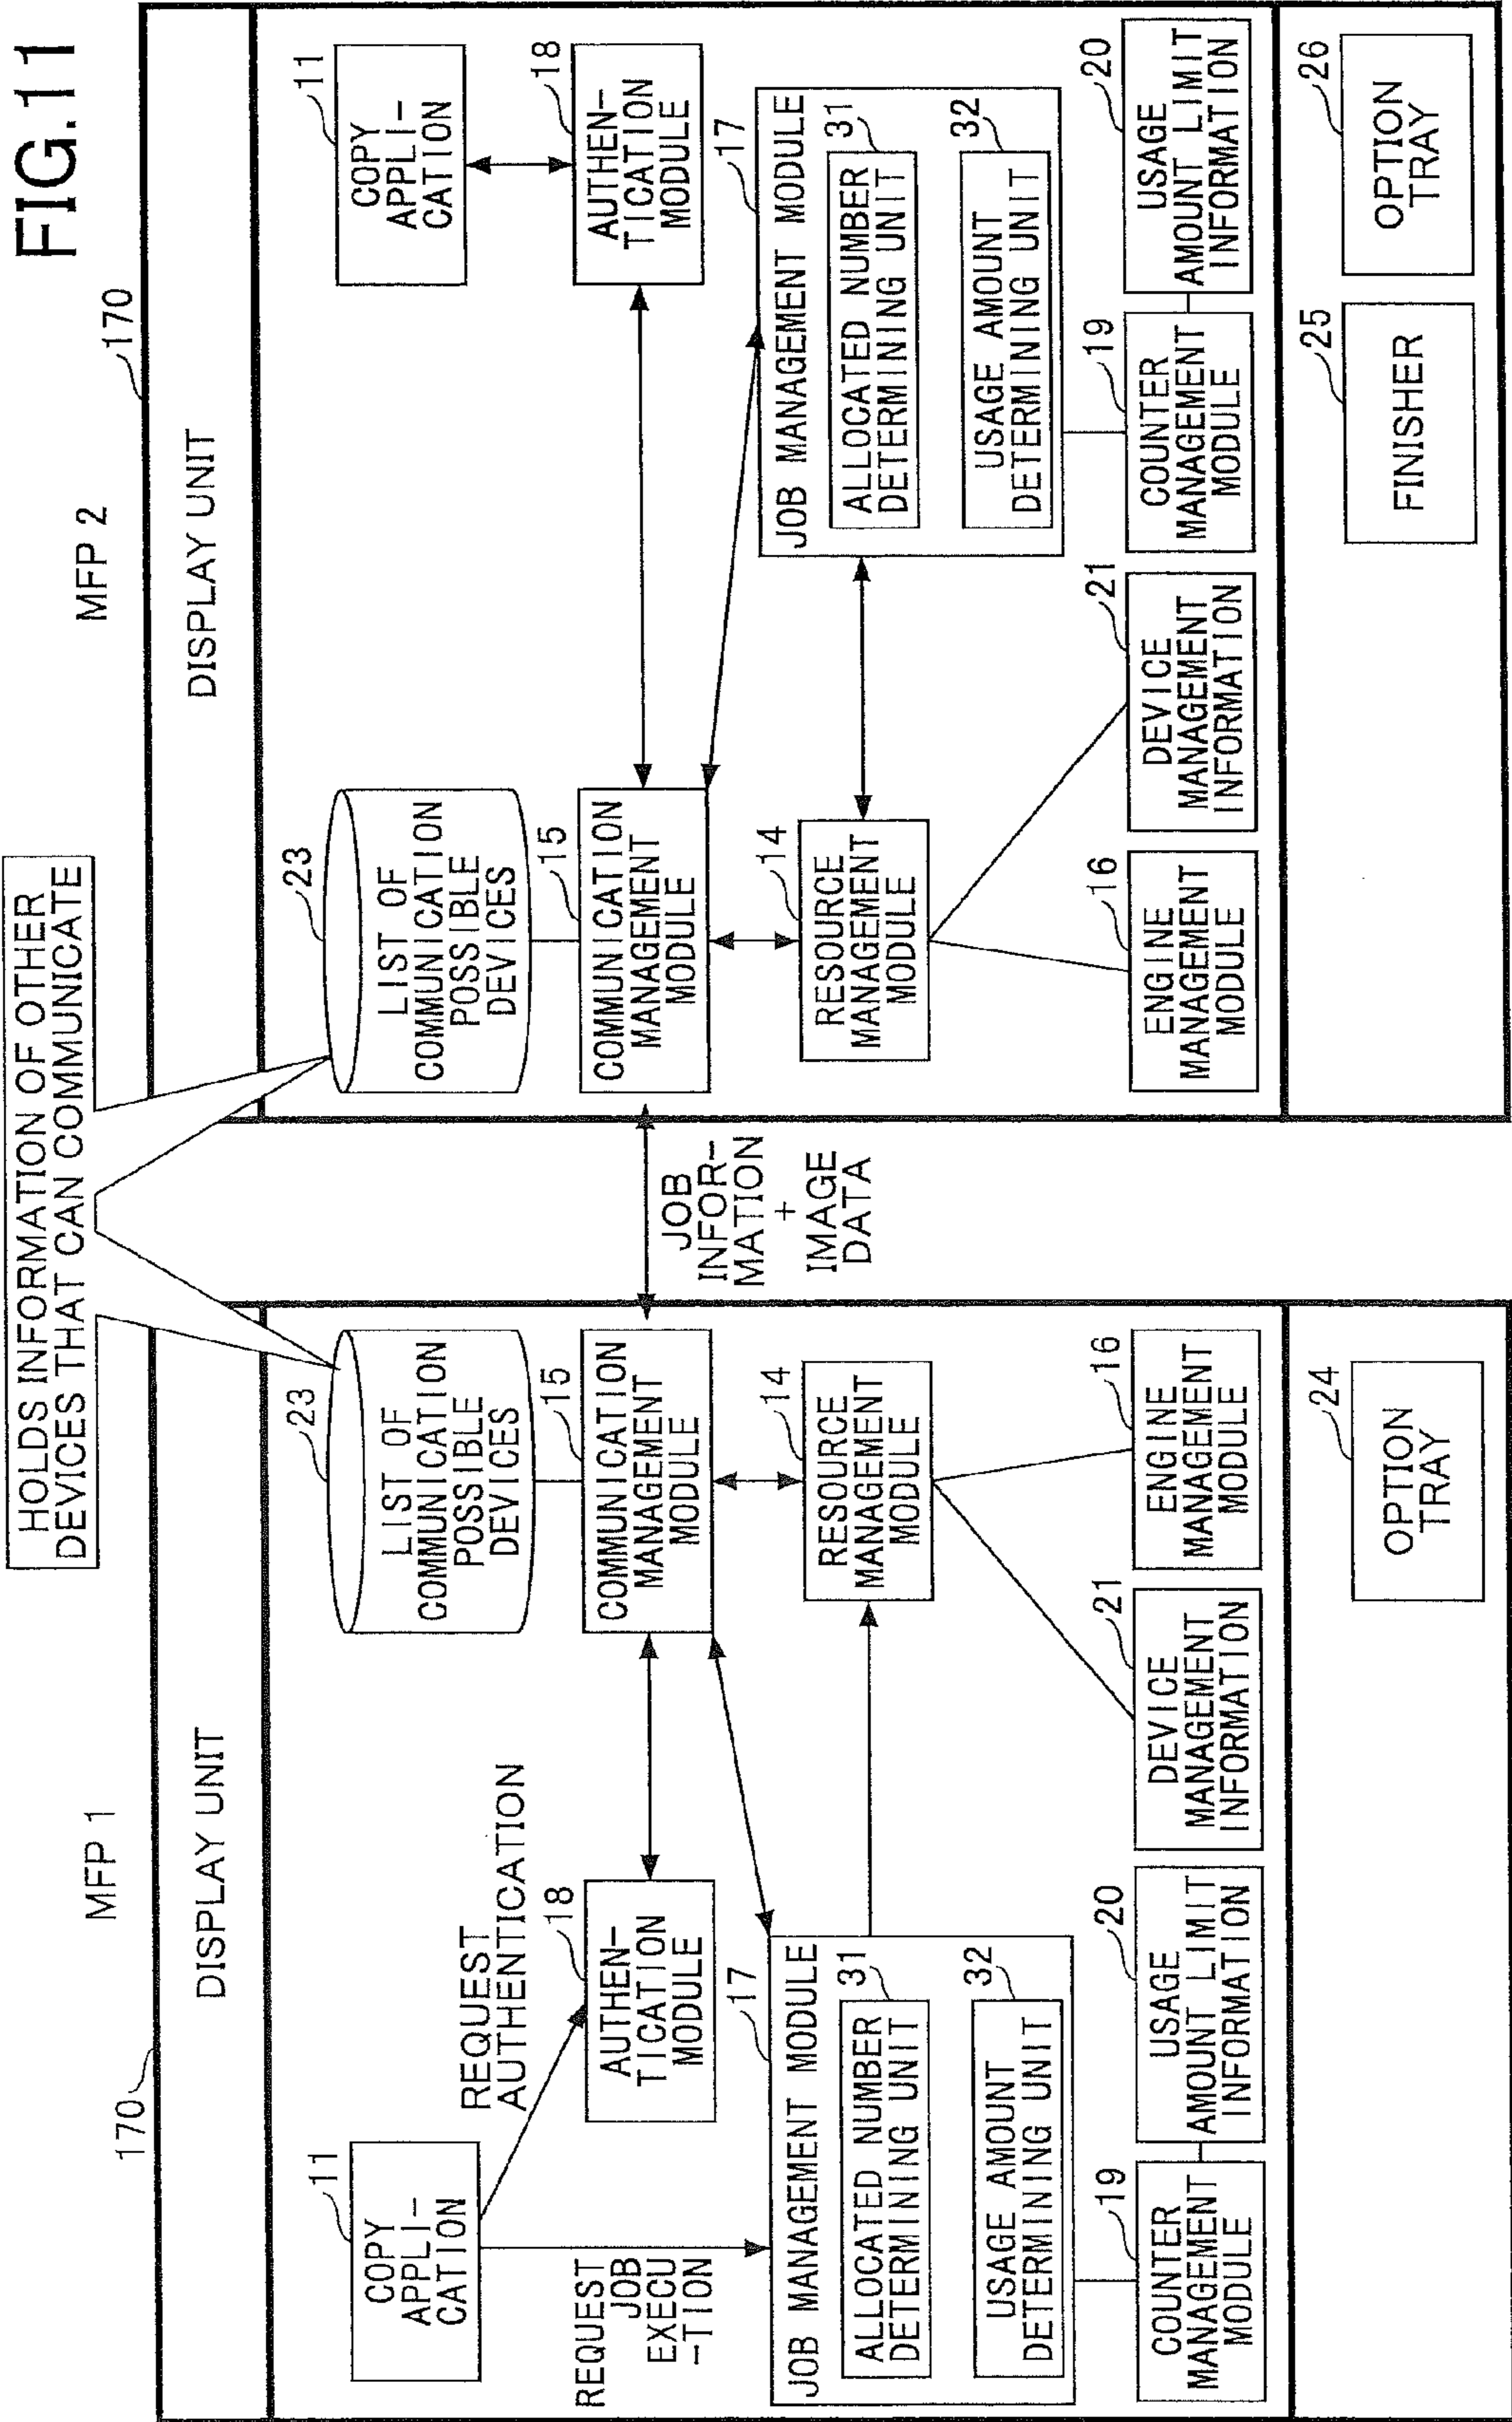 FIG.11
HOLDS INFORMATION OF OTHER
DEVICES THAT CAN COMMUNICATE
MFP 1
170
DISPLAY UNIT
11
COPY
APPLI-
CATION
REQUEST
AUTHENTICATION
18
AUTHEN-
TICATION
MODULE
REQUEST
JOB
EXECU
-TION
23
LIST OF
COMMUNICATION
POSSIBLE
DEVICES
15
COMMUNICATION
MANAGEMENT
MODULE
17
JOB MANAGEMENT MODULE
31
ALLOCATED NUMBER
DETERMINING UNIT
32
USAGE AMOUNT
DETERMINING UNIT
14
RESOURCE
MANAGEMENT
MODULE
19
COUNTER
MANAGEMENT
MODULE
20
USAGE
AMOUNT LIMIT
INFORMATION
21
DEVICE
MANAGEMENT
INFORMATION
16
ENGINE
MANAGEMENT
MODULE
24
OPTION
TRAY
JOB
INFOR-
MATION
+
IMAGE
DATA
MFP 2
170
DISPLAY UNIT
23
LIST OF
COMMUNICATION
POSSIBLE
DEVICES
11
COPY
APPLI-
CATION
15
COMMUNICATION
MANAGEMENT
MODULE
18
AUTHEN-
TICATION
MODULE
14
RESOURCE
MANAGEMENT
MODULE
17
JOB MANAGEMENT MODULE
31
ALLOCATED NUMBER
DETERMINING UNIT
32
USAGE AMOUNT
DETERMINING UNIT
16
ENGINE
MANAGEMENT
MODULE
21
DEVICE
MANAGEMENT
INFORMATION
19
COUNTER
MANAGEMENT
MODULE
20
USAGE
AMOUNT LIMIT
INFORMATION
25
FINISHER
26
OPTION
TRAY